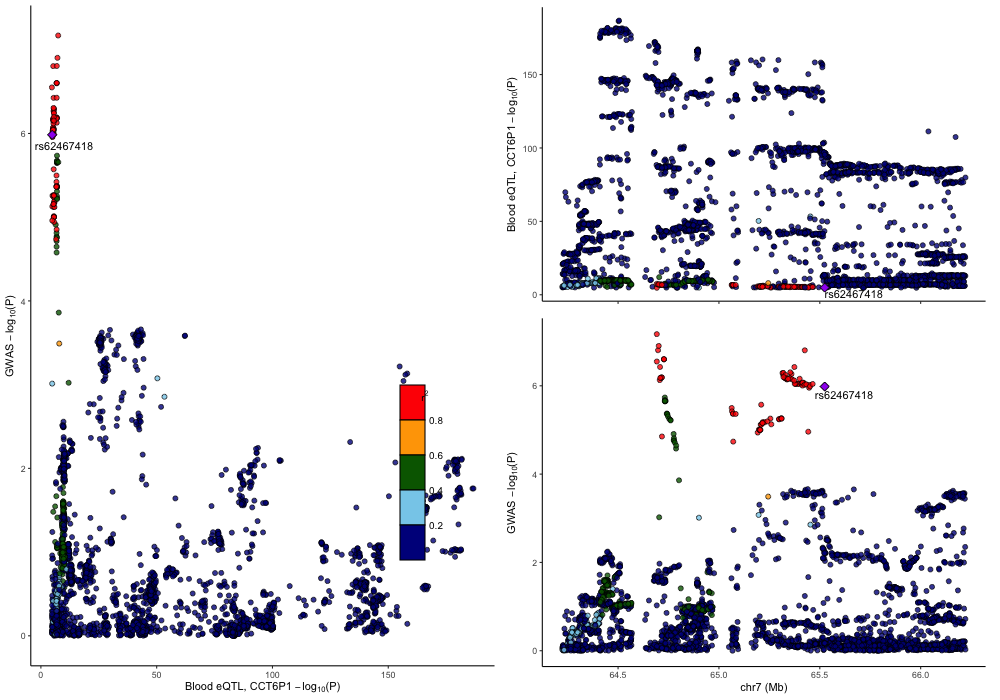 GWAS − log10(P)
6
4
2
0
rs62467418
r2
0.8
0.6
0.4
0.2
0
50
100
150
Blood eQTL, CCT6P1 − log10(P)
Blood eQTL, CCT6P1 − log10(P)
150
100
50
0
rs62467418
GWAS − log10(P)
6
4
2
0
rs62467418
64.5
65.0
65.5
66.0
chr7 (Mb)